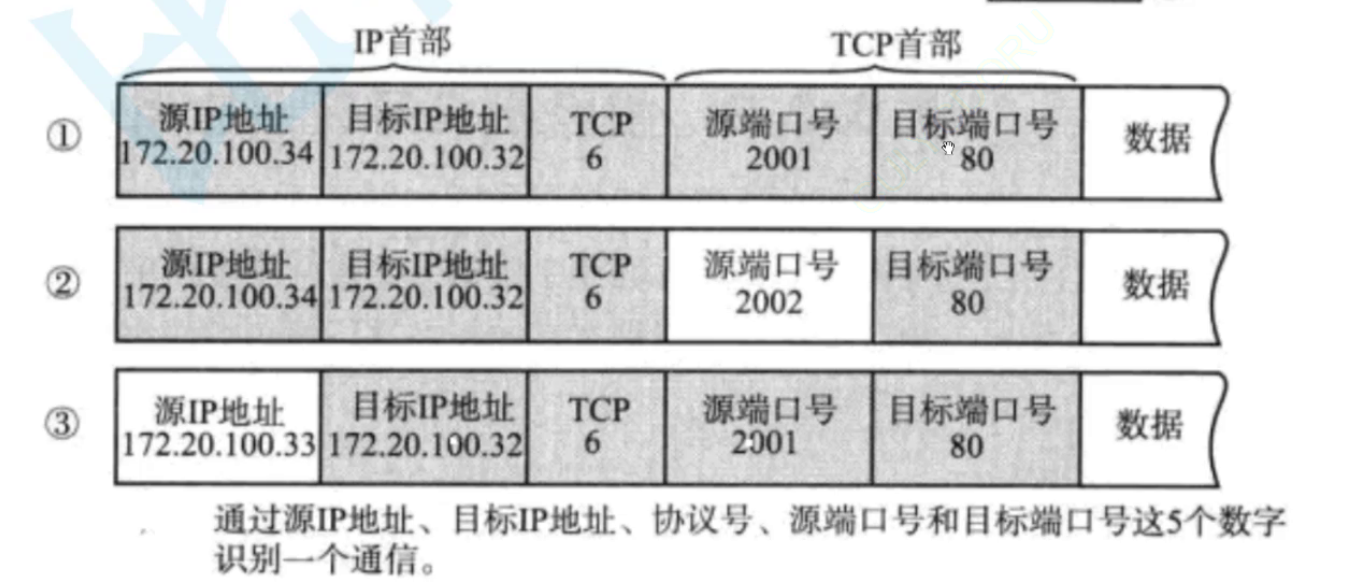 IP首部 TCP首部
① 源IP地址 172.20.100.34 目标IP地址 172.20.100.32 TCP 6 源端口号 2001 目标端口号 80 数据
② 源IP地址 172.20.100.34 目标IP地址 172.20.100.32 TCP 6 源端口号 2002 目标端口号 80 数据
③ 源IP地址 172.20.100.33 目标IP地址 172.20.100.32 TCP 6 源端口号 2001 目标端口号 80 数据
通过源IP地址、目标IP地址、协议号、源端口号和目标端口号这5个数字
识别一个通信。